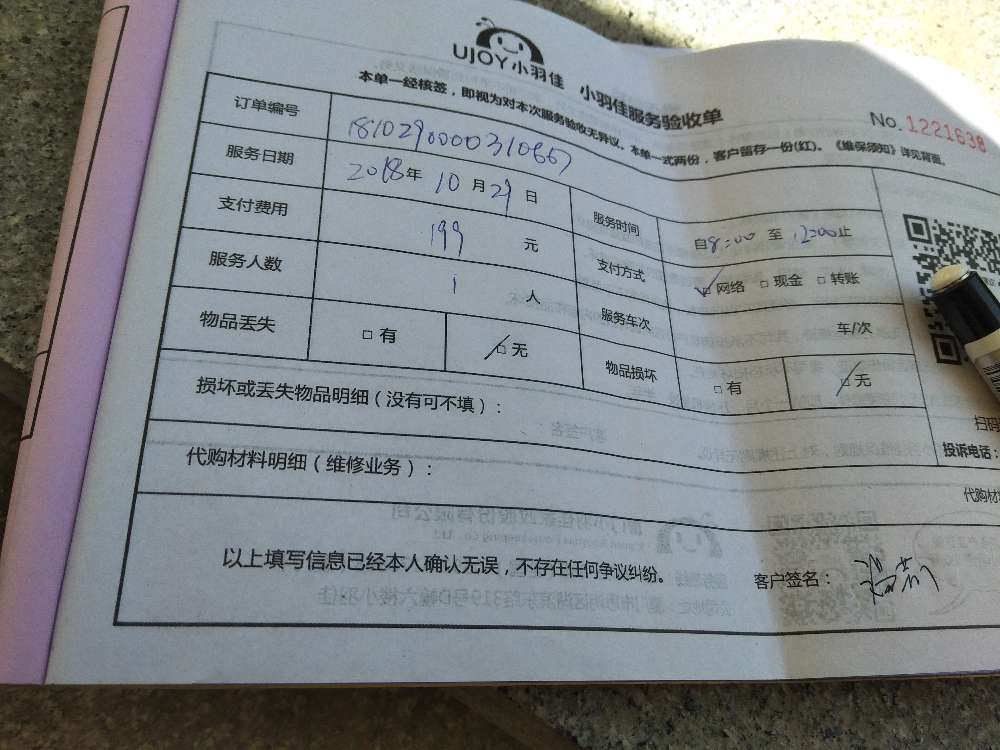 UJOY小羽佳 小羽佳服务验收单
No.1221638
本单一经核签，即视为对本次服务验收无异议。本单一式两份，客户留存一份(红)。《维保须知》详见背面。
订单编号 1810290000310667
服务日期 2018年10月29日 服务时间 自8:00至12:00止
支付费用 199元 支付方式 网络 现金 转账
服务人数 1人 服务车次 车/次
物品丢失 有 无 物品损坏 有 无
损坏或丢失物品明细（没有可不填）：
扫码
投诉电话：
代购材料明细（维修业务）：
代购材
以上填写信息已经本人确认无误，不存在任何争议纠纷。 客户签名：